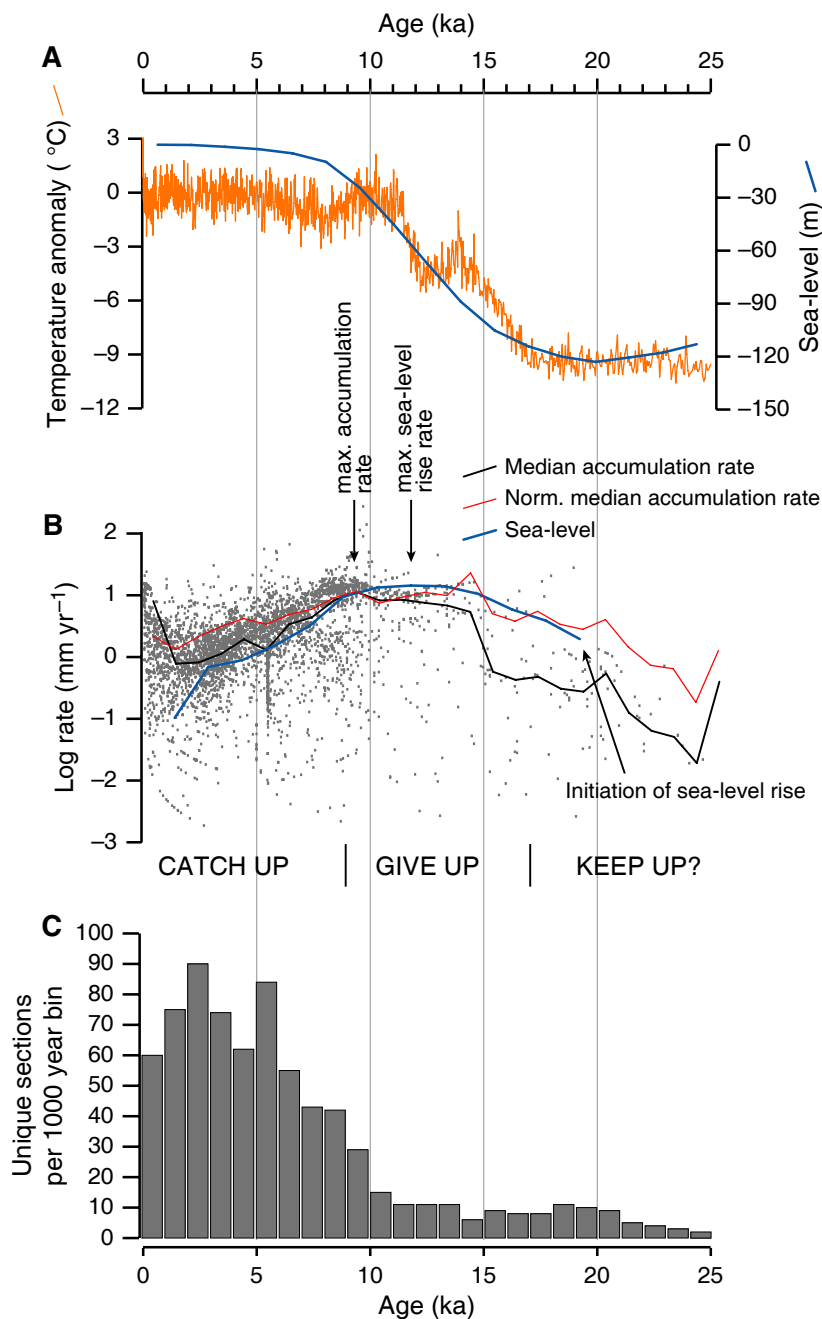 Age (ka)
0 5 10 15 20 25
A
Temperature anomaly ( °C)
3
0
−3
−6
−9
−12
0
−30
−60
−90
−120
−150
Sea-level (m)
max. accumulation
rate
max. sea-level
rise rate
Median accumulation rate
Norm. median accumulation rate
Sea-level
B
Log rate (mm yr−1)
2
1
0
−1
−2
−3
Initiation of sea-level rise
CATCH UP GIVE UP KEEP UP?
C
Unique sections
per 1000 year bin
100
90
80
70
60
50
40
30
20
10
0
0 5 10 15 20 25
Age (ka)